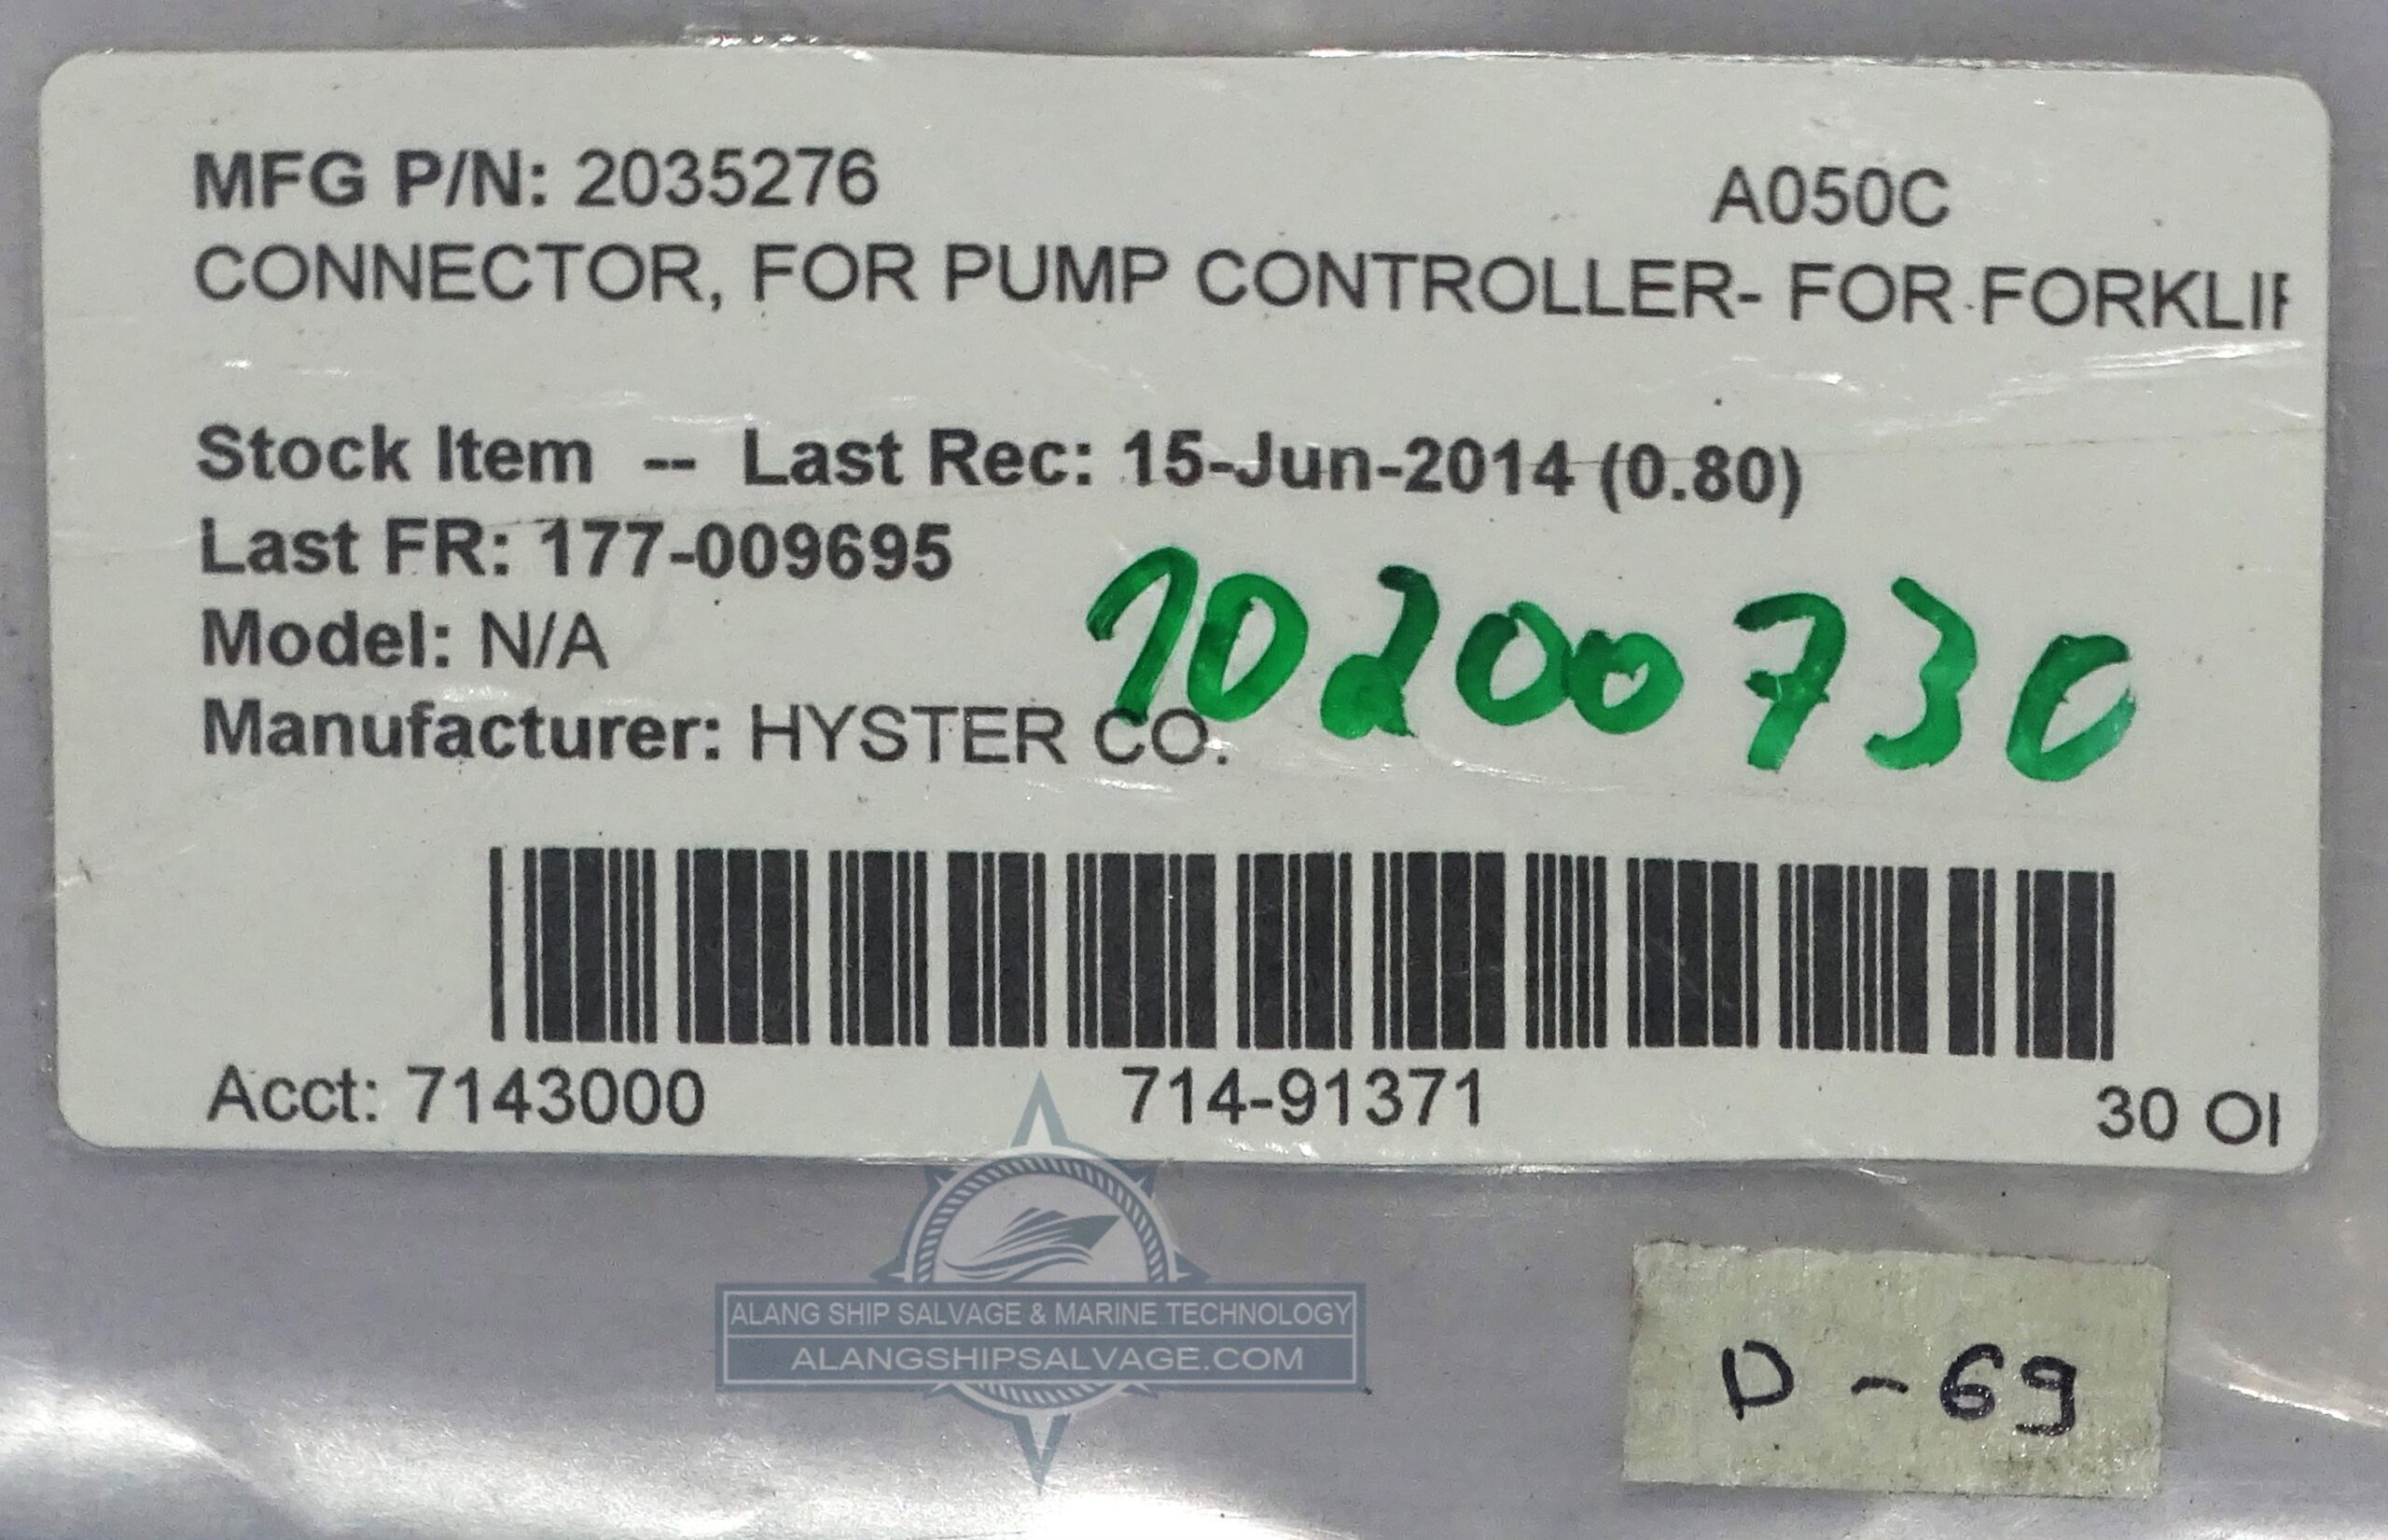 MFG P/N: 2035276 A050C
CONNECTOR, FOR PUMP CONTROLLER- FOR FORKLIF
Stock Item -- Last Rec: 15-Jun-2014 (0.80)
Last FR: 177-009695
10200730
Model: N/A
Manufacturer: HYSTER CO.
Acct: 7143000 714-91371 30 OI
ALANG SHIP SALVAGE & MARINE TECHNOLOGY
ALANGSHIPSALVAGE.COM
D-69